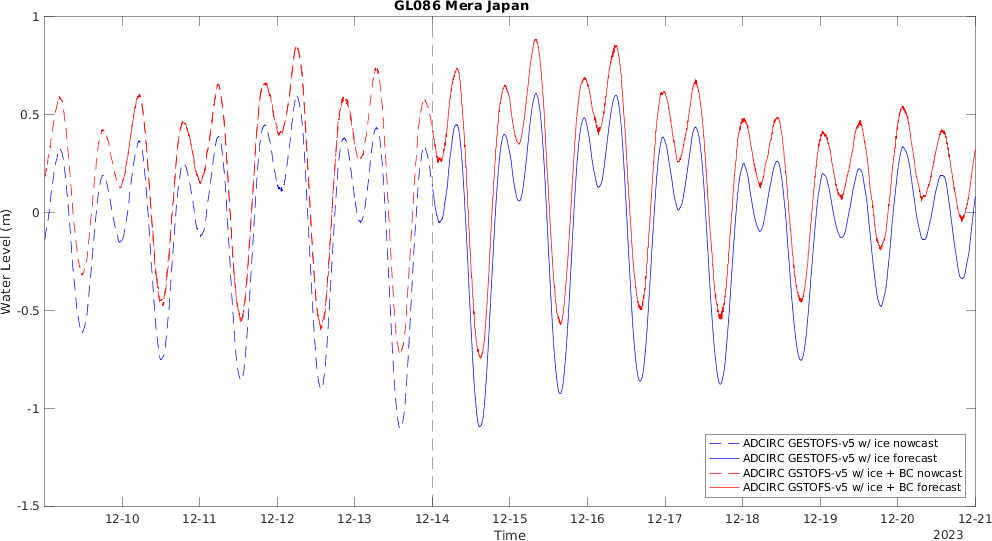 GL086 Mera Japan
Water Level (m)
1
0.5
0
-0.5
-1
-1.5
ADCIRC GESTOFS-v5 w/ ice nowcast
ADCIRC GESTOFS-v5 w/ ice forecast
ADCIRC GSTOFS-v5 w/ ice + BC nowcast
ADCIRC GSTOFS-v5 w/ ice + BC forecast
12-10 12-11 12-12 12-13 12-14 12-15 12-16 12-17 12-18 12-19 12-20 12-21
Time
2023